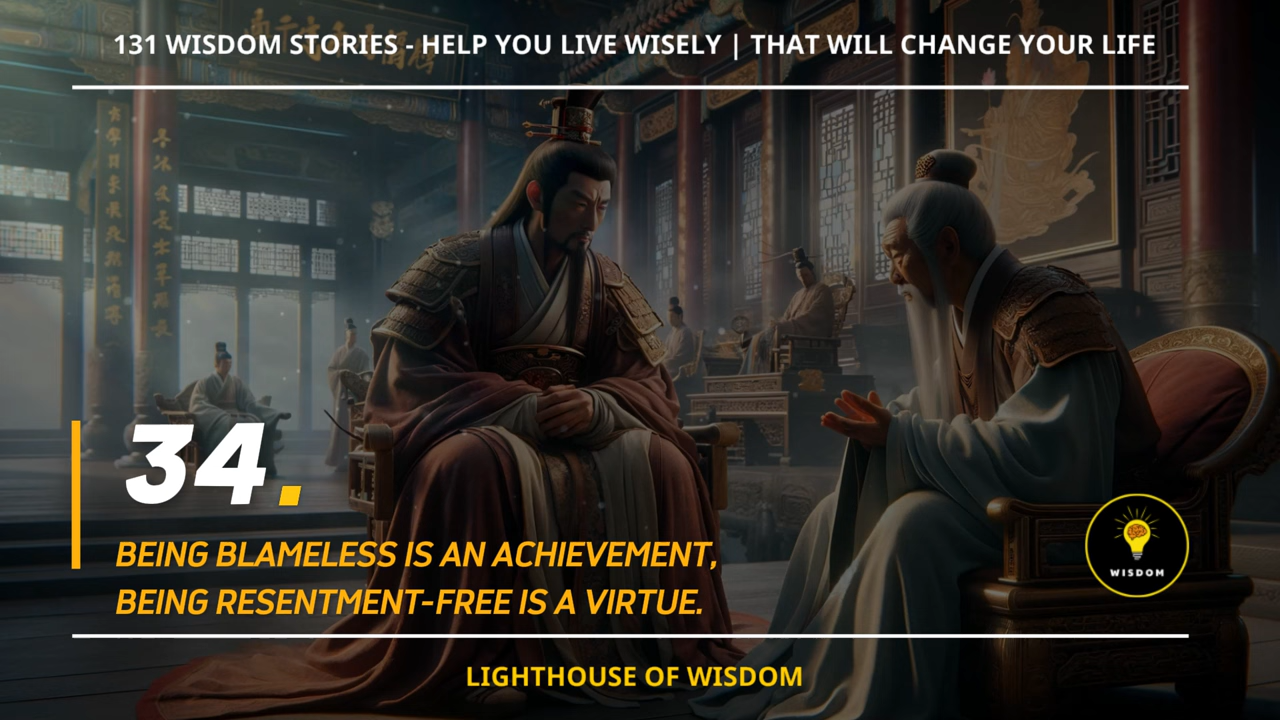 131 WISDOM STORIES - HELP YOU LIVE WISELY | THAT WILL CHANGE YOUR LIFE
34.
BEING BLAMELESS IS AN ACHIEVEMENT,
BEING RESENTMENT-FREE IS A VIRTUE.
WISDOM
LIGHTHOUSE OF WISDOM